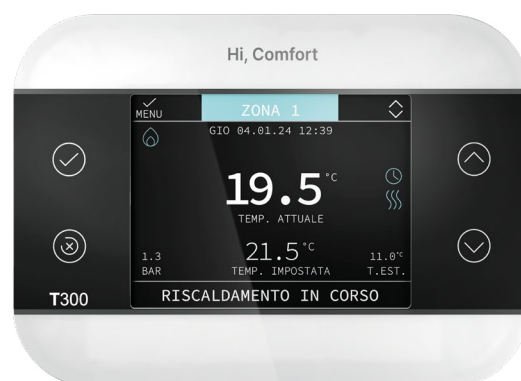 Hi, Comfort
MENU
ZONA 1
GIO 04.01.24 12:39
19.5°C
TEMP. ATTUALE
1.3
BAR
21.5°C
TEMP. IMPOSTATA
11.0°C
T.EST.
T300
RISCALDAMENTO IN CORSO